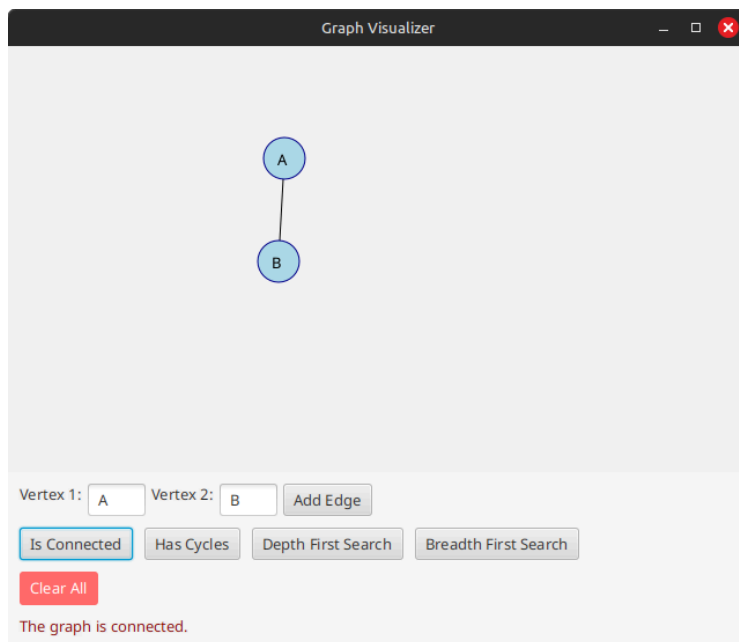 Graph Visualizer
A
B
Vertex 1: A Vertex 2: B Add Edge
Is Connected Has Cycles Depth First Search Breadth First Search
Clear All
The graph is connected.